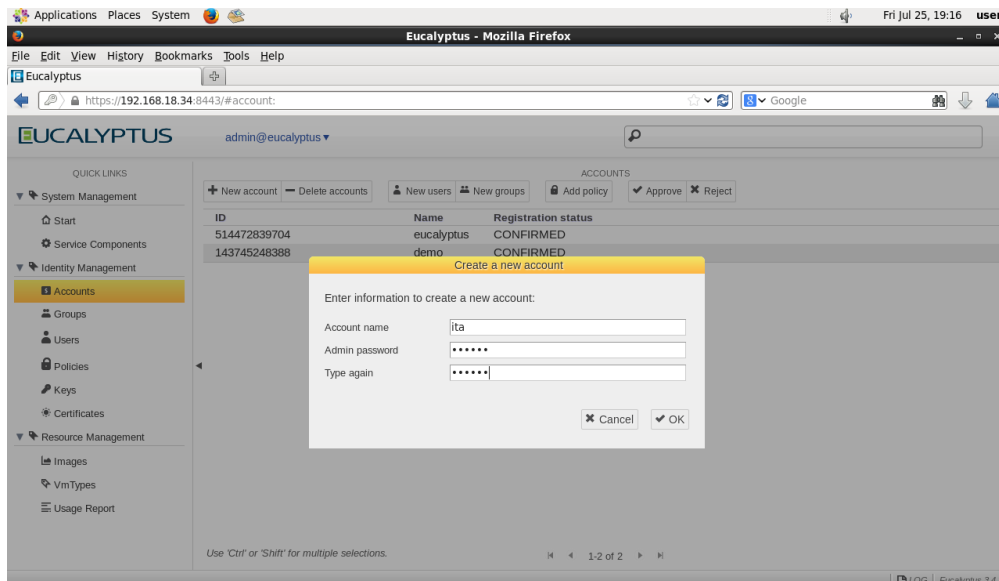 Applications Places System Fri Jul 25, 19:16 user
Eucalyptus - Mozilla Firefox
File Edit View History Bookmarks Tools Help
Eucalyptus
https://192.168.18.34:8443/#account: Google
EUCALYPTUS admin@eucalyptus
QUICK LINKS
System Management
Start
Service Components
Identity Management
Accounts
Groups
Users
Policies
Keys
Certificates
Resource Management
Images
VmTypes
Usage Report
ACCOUNTS
New account Delete accounts New users New groups Add policy Approve Reject
ID Name Registration status
514472839704 eucalyptus CONFIRMED
143745248388 demo CONFIRMED
Create a new account
Enter information to create a new account:
Account name ita
Admin password ••••••
Type again ••••••
Cancel OK
Use 'Ctrl' or 'Shift' for multiple selections. 1-2 of 2
LOG Eucalyptus 3.4